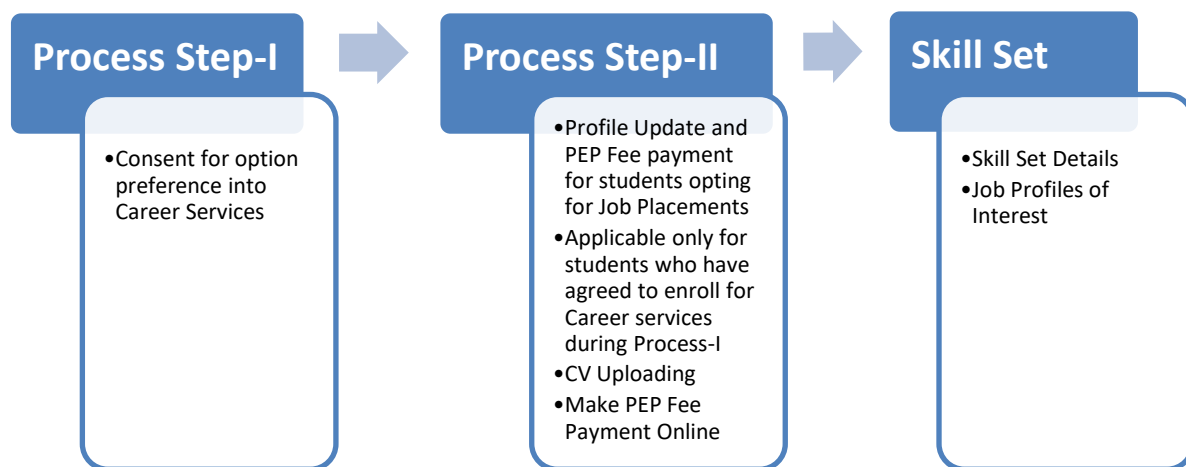 Process Step-I
•Consent for option
preference into
Career Services
Process Step-II
•Profile Update and
PEP Fee payment
for students opting
for Job Placements
•Applicable only for
students who have
agreed to enroll for
Career services
during Process-I
•CV Uploading
•Make PEP Fee
Payment Online
Skill Set
•Skill Set Details
•Job Profiles of
Interest